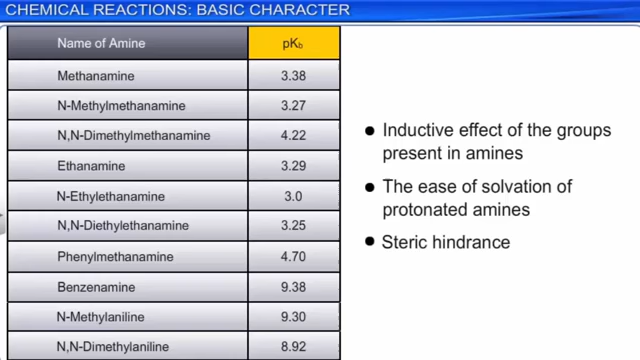 CHEMICAL REACTIONS: BASIC CHARACTER
Name of Amine pKb
Methanamine 3.38
N-Methylmethanamine 3.27
N,N-Dimethylmethanamine 4.22
Ethanamine 3.29
N-Ethylethanamine 3.0
N,N-Diethylethanamine 3.25
Phenylmethanamine 4.70
Benzenamine 9.38
N-Methylaniline 9.30
N,N-Dimethylaniline 8.92
● Inductive effect of the groups
present in amines
● The ease of solvation of
protonated amines
● Steric hindrance